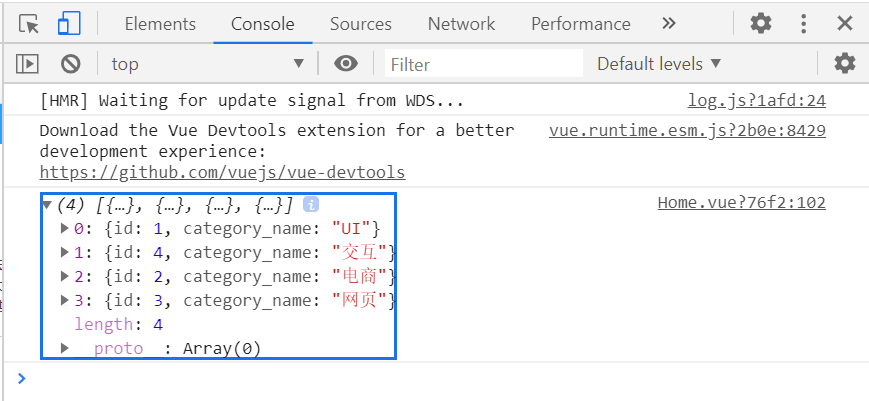 Elements Console Sources Network Performance »
top Filter Default levels
[HMR] Waiting for update signal from WDS... log.js?1afd:24
Download the Vue Devtools extension for a better vue.runtime.esm.js?2b0e:8429
development experience:
https://github.com/vuejs/vue-devtools
(4) [{…}, {…}, {…}, {…}] i Home.vue?76f2:102
0: {id: 1, category_name: "UI"}
1: {id: 4, category_name: "交互"}
2: {id: 2, category_name: "电商"}
3: {id: 3, category_name: "网页"}
length: 4
__proto__: Array(0)